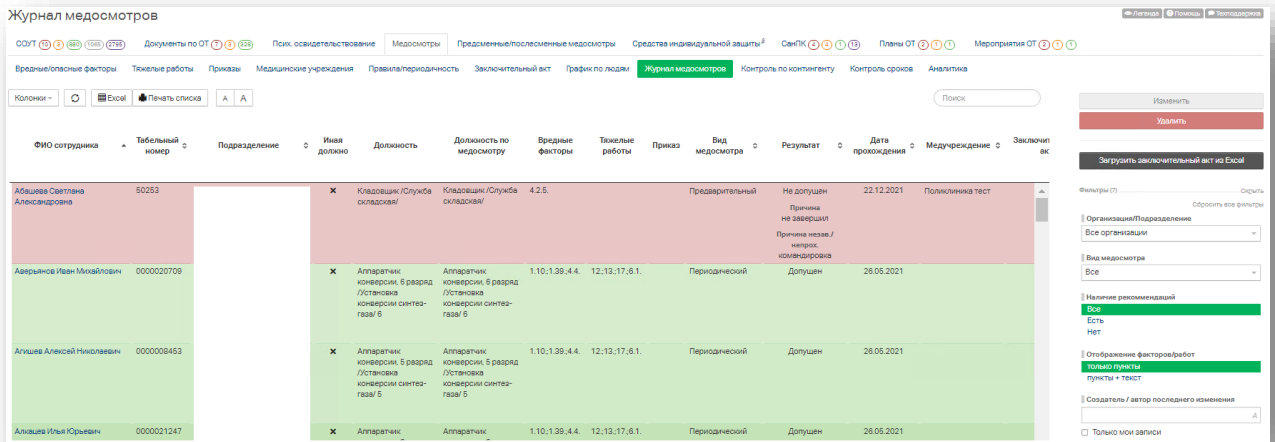 Журнал медосмотров
Легенда Помощь Техподдержка
СОУТ 10 3 880 1065 2795 Документы по ОТ 7 3 329 Псих. освидетельствование Медосмотры Предсменные/послесменные медосмотры Средства индивидуальной защиты β СанПК 4 4 1 13 Планы ОТ 2 1 1 Мероприятия ОТ 2 1 1
Вредные/опасные факторы Тяжелые работы Приказы Медицинские учреждения Правила/периодичность Заключительный акт График по людям Журнал медосмотров Контроль по контингенту Контроль сроков Аналитика
Колонки Excel Печать списка A A Поиск
ФИО сотрудника Табельный номер Подразделение Иная должно Должность Должность по медосмотру Вредные факторы Тяжелые работы Приказ Вид медосмотра Результат Дата прохождения Медучреждение Заключит ак
Абашева Светлана Александровна 50253 × Кладовщик /Служба складская/ Кладовщик /Служба складская/ 4.2.5. Предварительный Не допущен 22.12.2021 Поликлиника тест
Причина
не завершил
Причина незав./
непрох.
командировка
Аверьянов Иван Михайлович 0000020709 × Аппаратчик конверсии, 6 разряд /Установка конверсии синтез-газа/ 6 Аппаратчик конверсии, 6 разряд /Установка конверсии синтез-газа/ 6 1.10.;1.39.;4.4. 12.;13.;17.;6.1. Периодический Допущен 26.05.2021
Агишев Алексей Николаевич 0000008453 × Аппаратчик конверсии, 5 разряд /Установка конверсии синтез-газа/ 5 Аппаратчик конверсии, 5 разряд /Установка конверсии синтез-газа/ 5 1.10.;1.39.;4.4. 12.;13.;17.;6.1. Периодический Допущен 26.05.2021
Алкацев Илья Юрьевич 0000021247 × Аппаратчик Аппаратчик 1.10.;1.39.;4.4. 12.;13.;17.;6.1. Периодический Допущен 26.05.2021
Изменить
Удалить
Загрузить заключительный акт из Excel
Фильтры (7) Скрыть
Сбросить все фильтры
Организация/Подразделение
Все организации
Вид медосмотра
Все
Наличие рекомендаций
Все
Есть
Нет
Отображение факторов/работ
только пункты
пункты + текст
Создатель / автор последнего изменения
A
Только мои записи